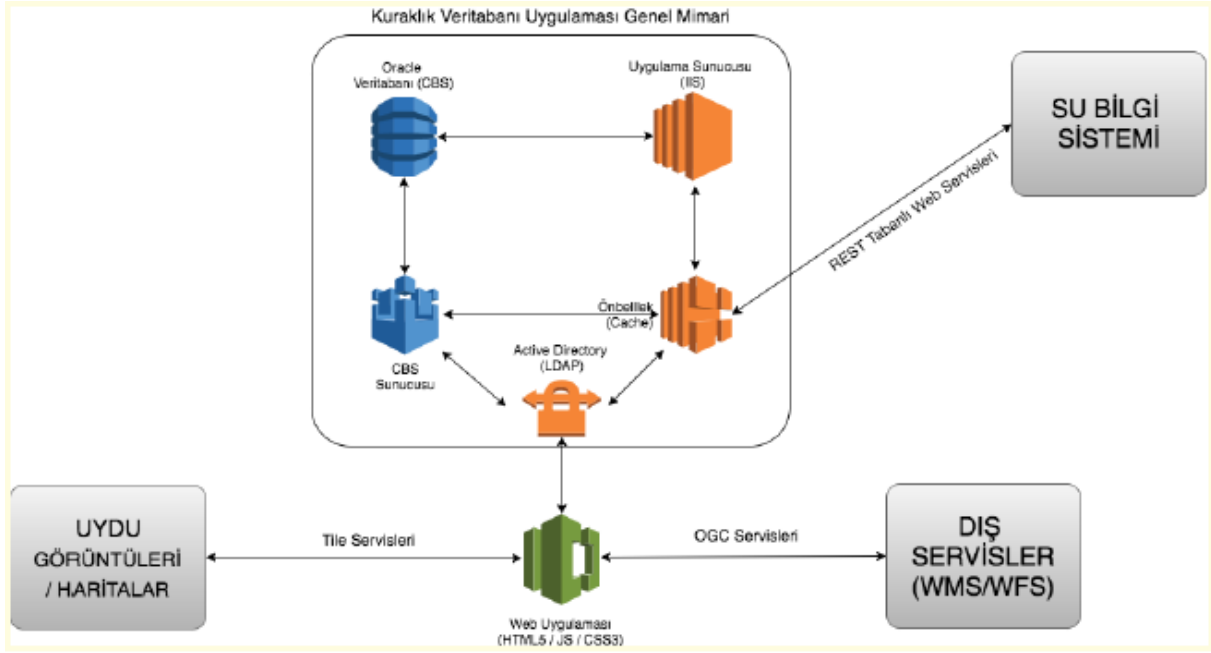 Kuraklık Veritabanı Uygulaması Genel Mimari
Oracle
Veritabanı (CBS)
Uygulama Sunucusu
(IIS)
SU BİLGİ
SİSTEMİ
REST Tabanlı Web Servisleri
Önbelllek
(Cache)
CBS
Sunucusu
Active Directory
(LDAP)
UYDU
GÖRÜNTÜLERİ
/ HARİTALAR
Tile Servisleri
OGC Servisleri
DIŞ
SERVİSLER
(WMS/WFS)
Web Uygulaması
(HTML5 / JS / CSS3)